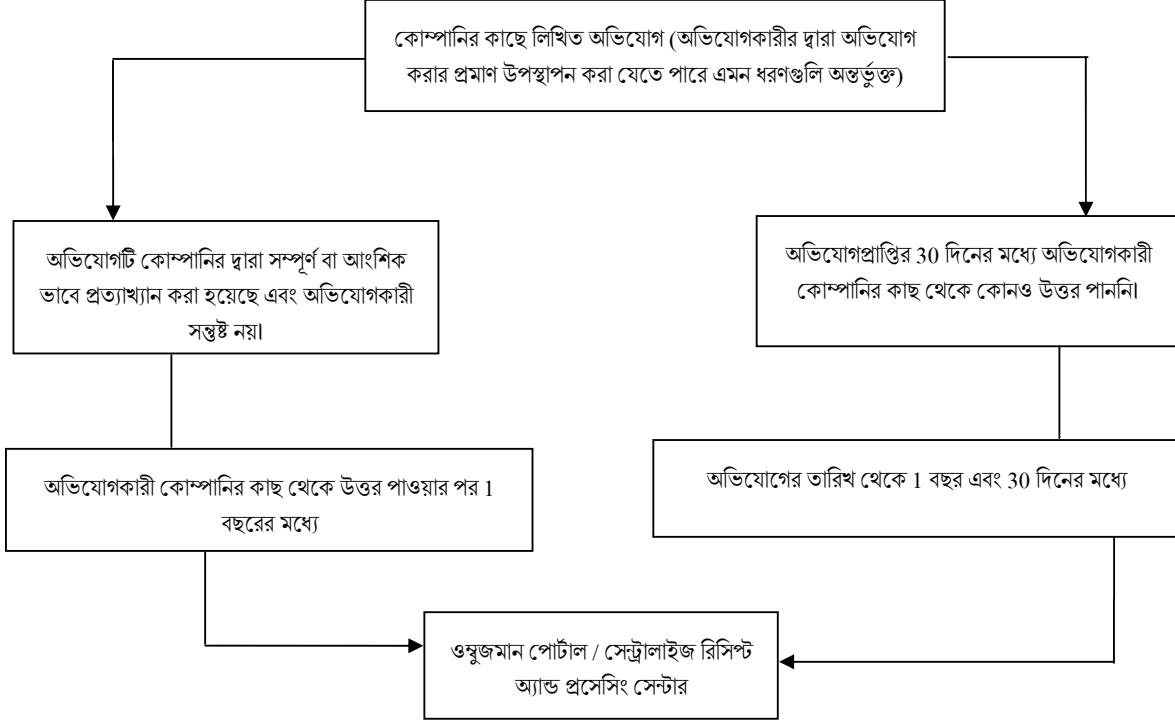 কোম্পানির কাছে লিখিত অভিযোগ (অভিযোগকারীর দ্বারা অভিযোগ
করার প্রমাণ উপস্থাপন করা যেতে পারে এমন ধরণগুলি অন্তর্ভুক্ত)
অভিযোগটি কোম্পানির দ্বারা সম্পূর্ণ বা আংশিক
ভাবে প্রত্যাখ্যান করা হয়েছে এবং অভিযোগকারী
সন্তুষ্ট নয়।
অভিযোগপ্রাপ্তির 30 দিনের মধ্যে অভিযোগকারী
কোম্পানির কাছ থেকে কোনও উত্তর পাননি।
অভিযোগকারী কোম্পানির কাছ থেকে উত্তর পাওয়ার পর 1
বছরের মধ্যে
অভিযোগের তারিখ থেকে 1 বছর এবং 30 দিনের মধ্যে
ওম্বুজমান পোর্টাল / সেন্ট্রালাইজ রিসিপ্ট
অ্যান্ড প্রসেসিং সেন্টার